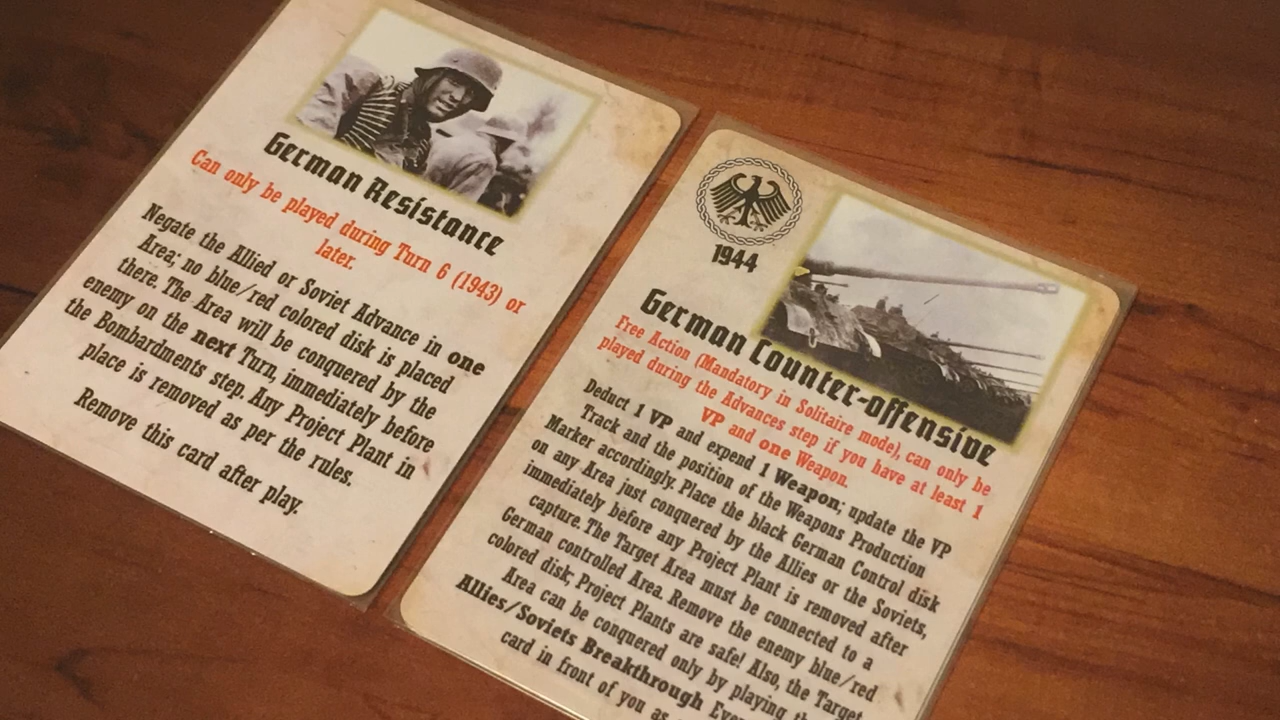 German Resistance
Can only be played during Turn 6 (1943) or
later.
Negate the Allied or Soviet Advance in one
Area; no blue/red colored disk is placed
there. The Area will be conquered by the
enemy on the next Turn, immediately before
the Bombardments step. Any Project Plant in
place is removed as per the rules.
Remove this card after play.
1944
German Counter-offensive
Free Action (Mandatory in Solitaire mode), can only be
played during the Advances step if you have at least 1
VP and one Weapon.
Deduct 1 VP and expend 1 Weapon; update the VP
Track and the position of the Weapons Production
Marker accordingly. Place the black German Control disk
on any Area just conquered by the Allies or the Soviets,
immediately before any Project Plant is removed after
capture. The Target Area must be connected to a
German controlled Area. Remove the enemy blue/red
colored disk; Project Plants are safe! Also, the Target
Area can be conquered only by playing the
Allies/Soviets Breakthrough
card in front of you as